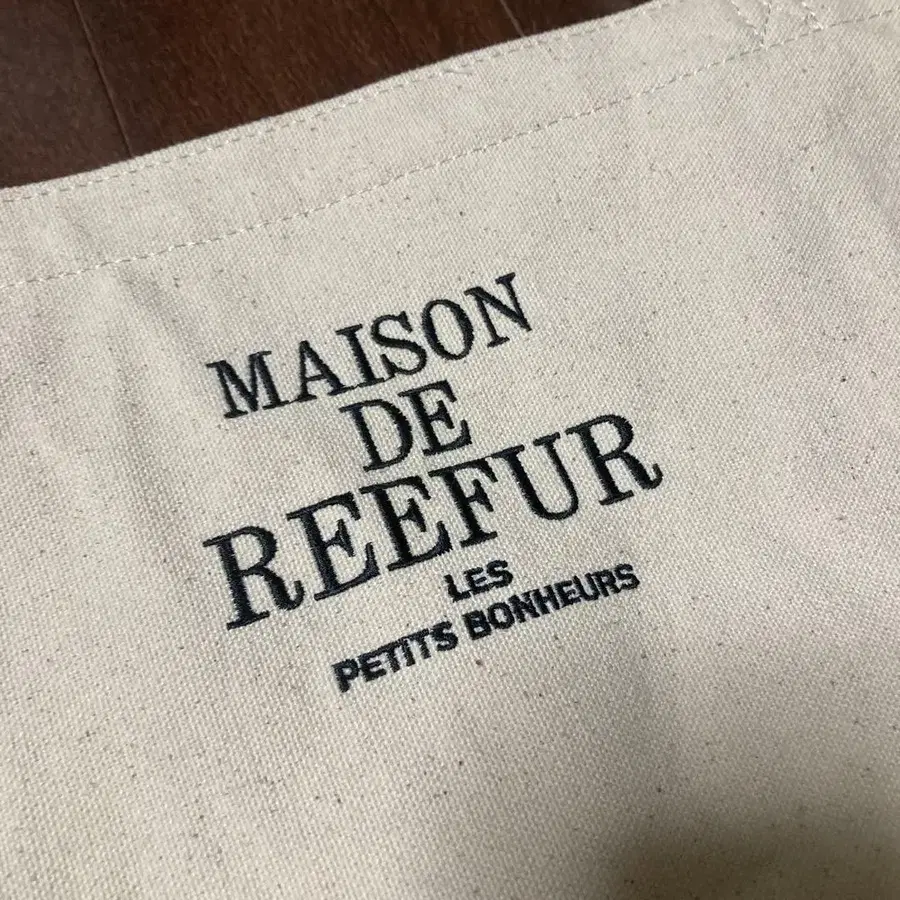 MAISON
DE
REEFUR
LES
PETITS BONHEURS